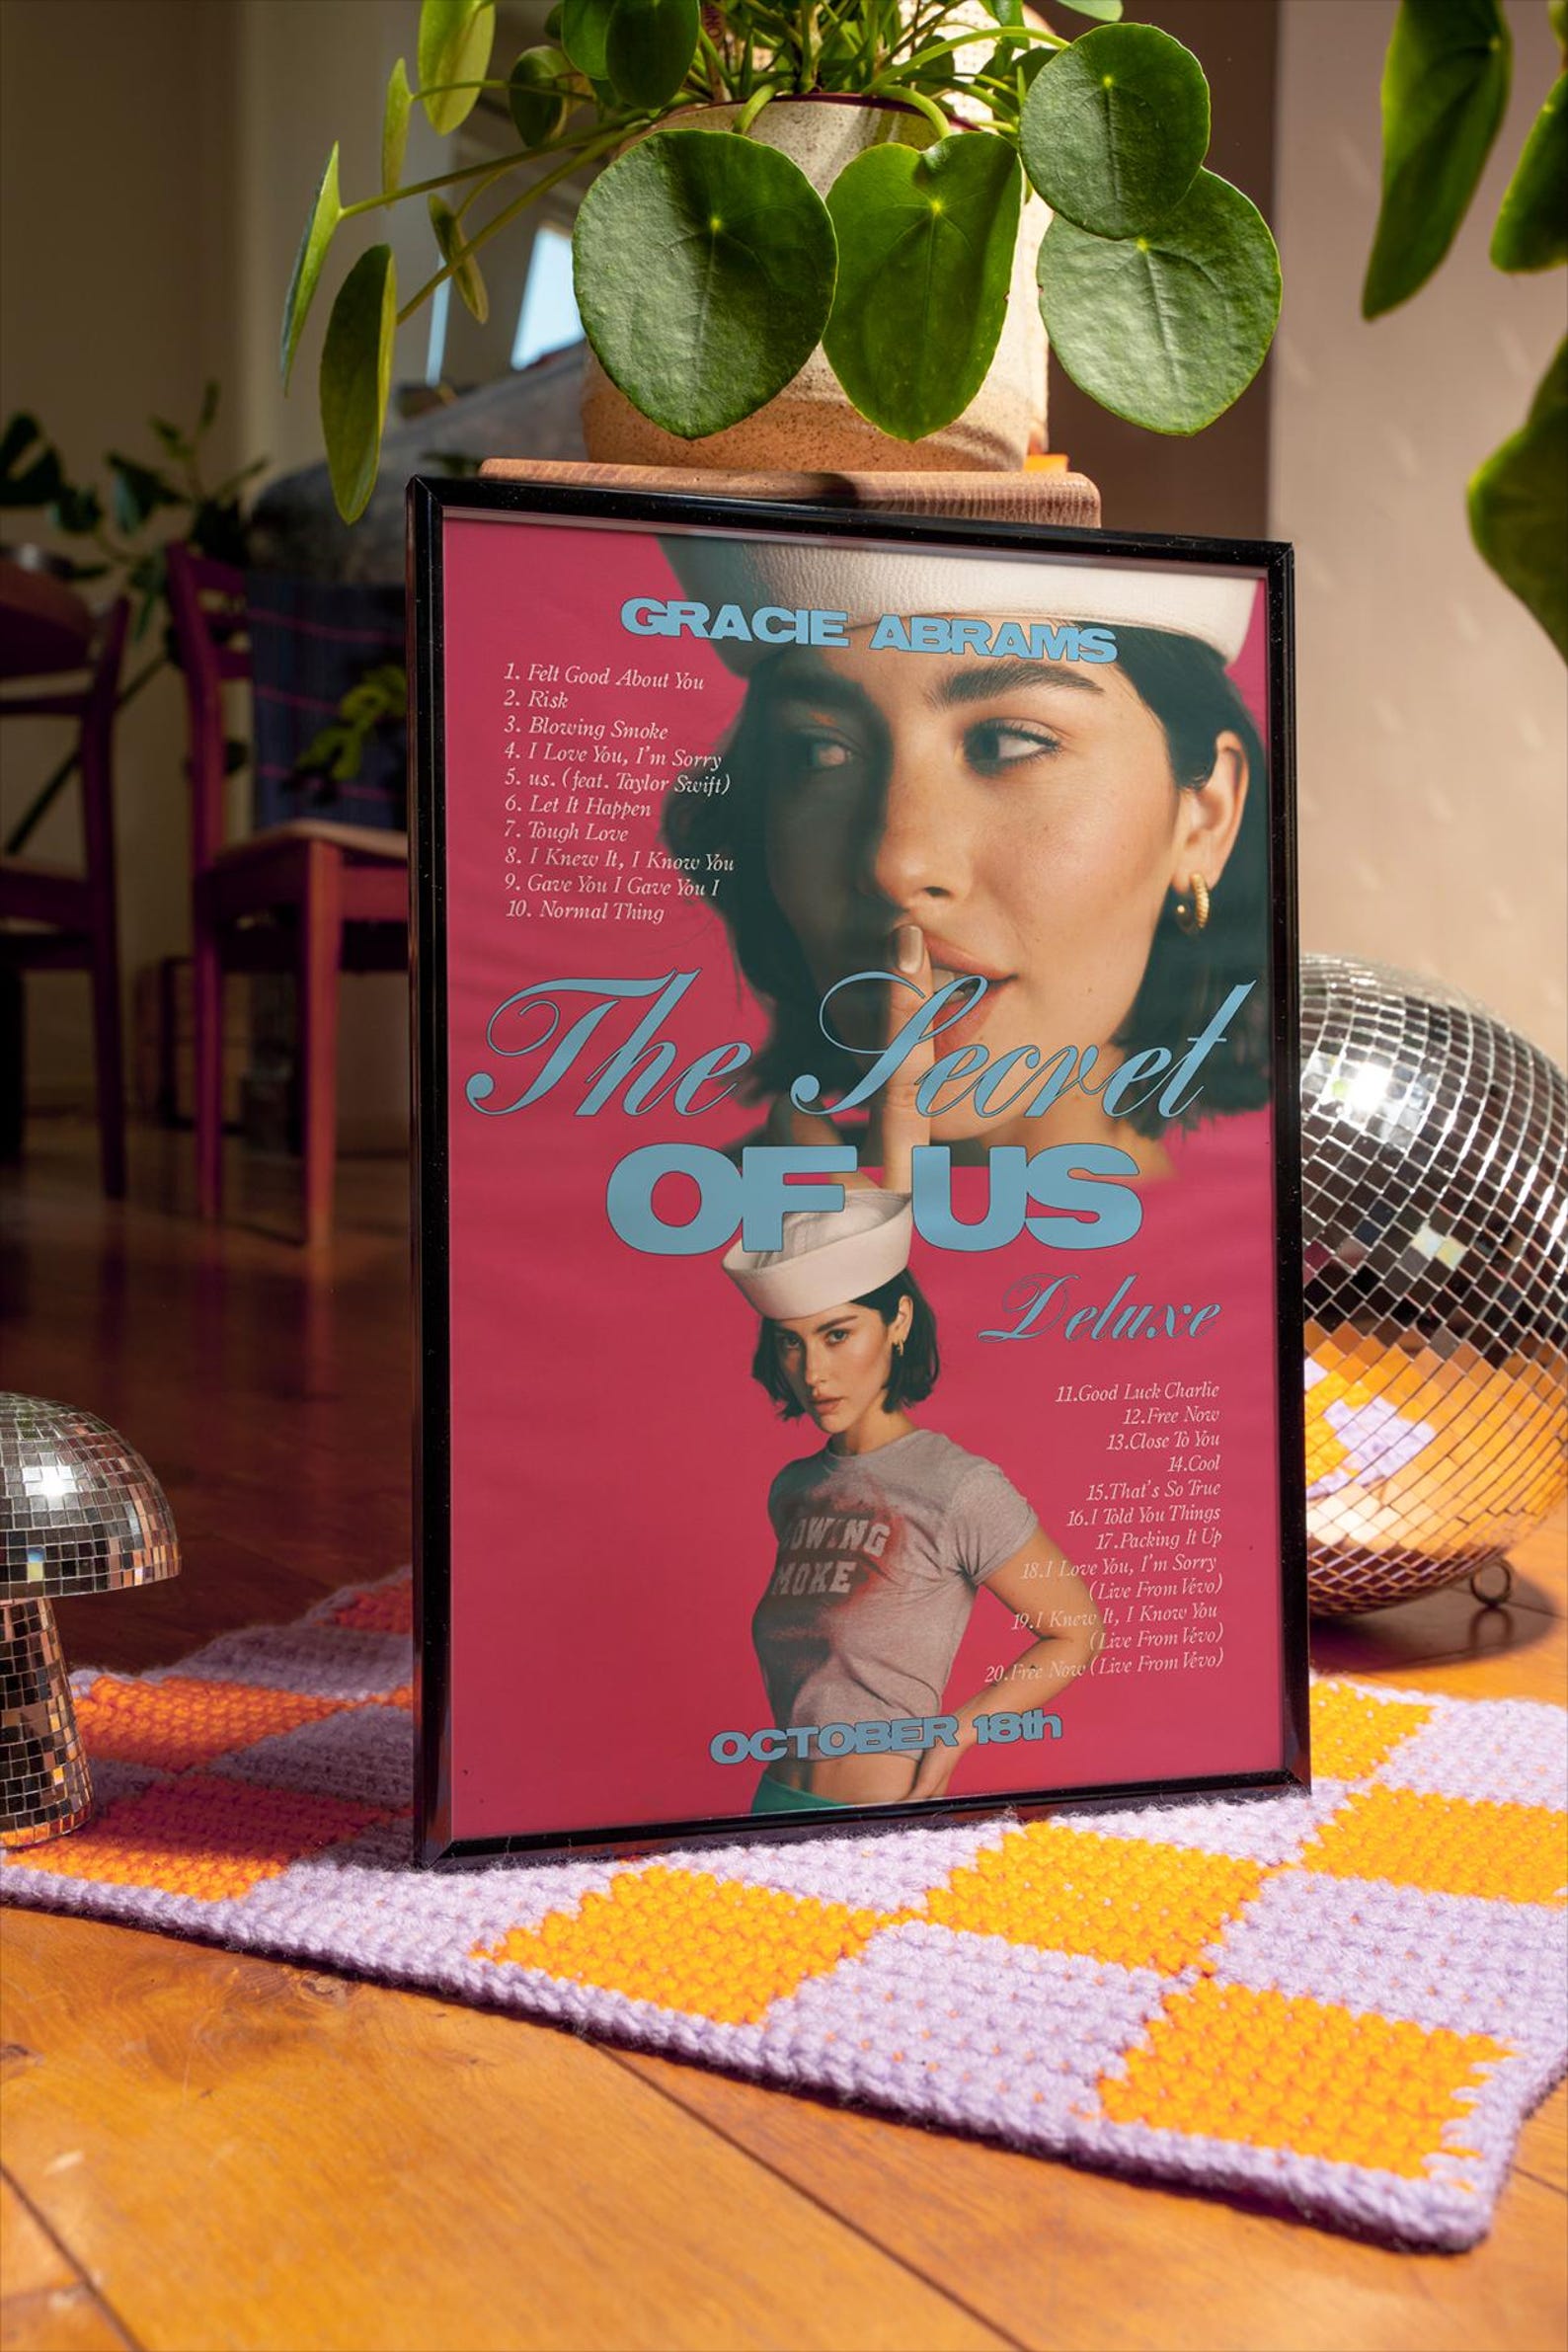 GRACIE ABRAMS
1. Felt Good About You
2. Risk
3. Blowing Smoke
4. I Love You, I'm Sorry
5. us. (feat. Taylor Swift)
6. Let It Happen
7. Tough Love
8. I Knew It, I Know You
9. Gave You I Gave You I
10. Normal Thing
The Secret
OF US
Deluxe
11.Good Luck Charlie
12.Free Now
13.Close To You
14.Cool
15.That's So True
16.I Told You Things
17.Packing It Up
18.I Love You, I'm Sorry
(Live From Vevo)
19.I Knew It, I Know You
(Live From Vevo)
20.Free Now (Live From Vevo)
OWING
MOKE
OCTOBER 18th